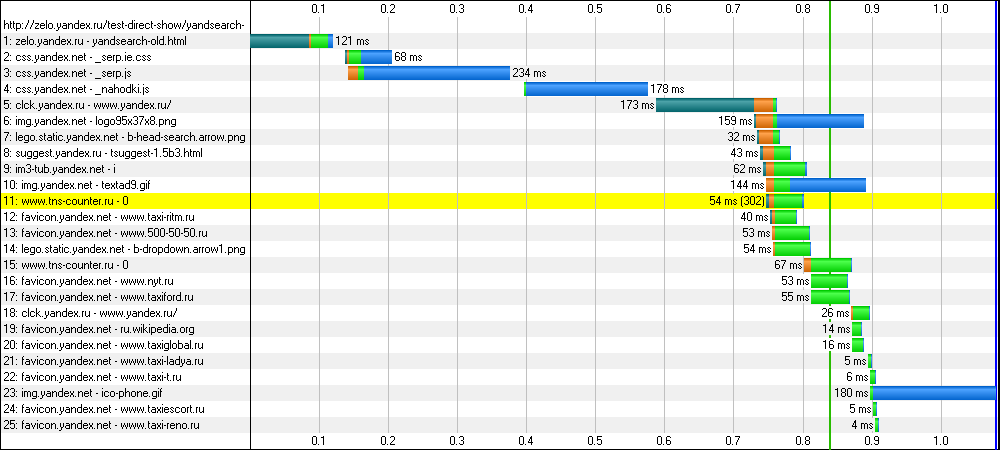 0.1 0.2 0.3 0.4 0.5 0.6 0.7 0.8 0.9 1.0
http://zelo.yandex.ru/test-direct-show/yandsearch-
1: zelo.yandex.ru - yandsearch-old.html 121 ms
2: css.yandex.net - _serp.ie.css 68 ms
3: css.yandex.net - _serp.js 234 ms
4: css.yandex.net - _nahodki.js 178 ms
5: clck.yandex.ru - www.yandex.ru/ 173 ms
6: img.yandex.net - logo95x37x8.png 159 ms
7: lego.static.yandex.net - b-head-search.arrow.png 32 ms
8: suggest.yandex.ru - tsuggest-1.5b3.html 43 ms
9: im3-tub.yandex.net - i 62 ms
10: img.yandex.net - textad9.gif 144 ms
11: www.tns-counter.ru - 0 54 ms (302)
12: favicon.yandex.net - www.taxi-ritm.ru 40 ms
13: favicon.yandex.net - www.500-50-50.ru 53 ms
14: lego.static.yandex.net - b-dropdown.arrow1.png 54 ms
15: www.tns-counter.ru - 0 67 ms
16: favicon.yandex.net - www.nyt.ru 53 ms
17: favicon.yandex.net - www.taxiford.ru 55 ms
18: clck.yandex.ru - www.yandex.ru/ 26 ms
19: favicon.yandex.net - ru.wikipedia.org 14 ms
20: favicon.yandex.net - www.taxiglobal.ru 16 ms
21: favicon.yandex.net - www.taxi-ladya.ru 5 ms
22: favicon.yandex.net - www.taxi-t.ru 6 ms
23: img.yandex.net - ico-phone.gif 180 ms
24: favicon.yandex.net - www.taxiescort.ru 5 ms
25: favicon.yandex.net - www.taxi-reno.ru 4 ms
0.1 0.2 0.3 0.4 0.5 0.6 0.7 0.8 0.9 1.0